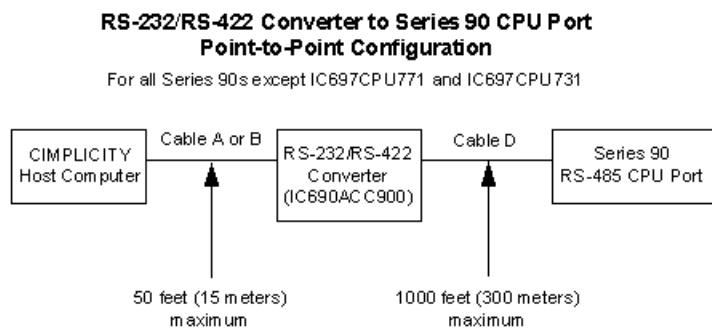 RS-232/RS-422 Converter to Series 90 CPU Port
Point-to-Point Configuration
For all Series 90s except IC697CPU771 and IC697CPU731
CIMPLICITY
Host Computer
Cable A or B
RS-232/RS-422
Converter
(IC690ACC900)
Cable D
Series 90
RS-485 CPU Port
50 feet (15 meters)
maximum
1000 feet (300 meters)
maximum